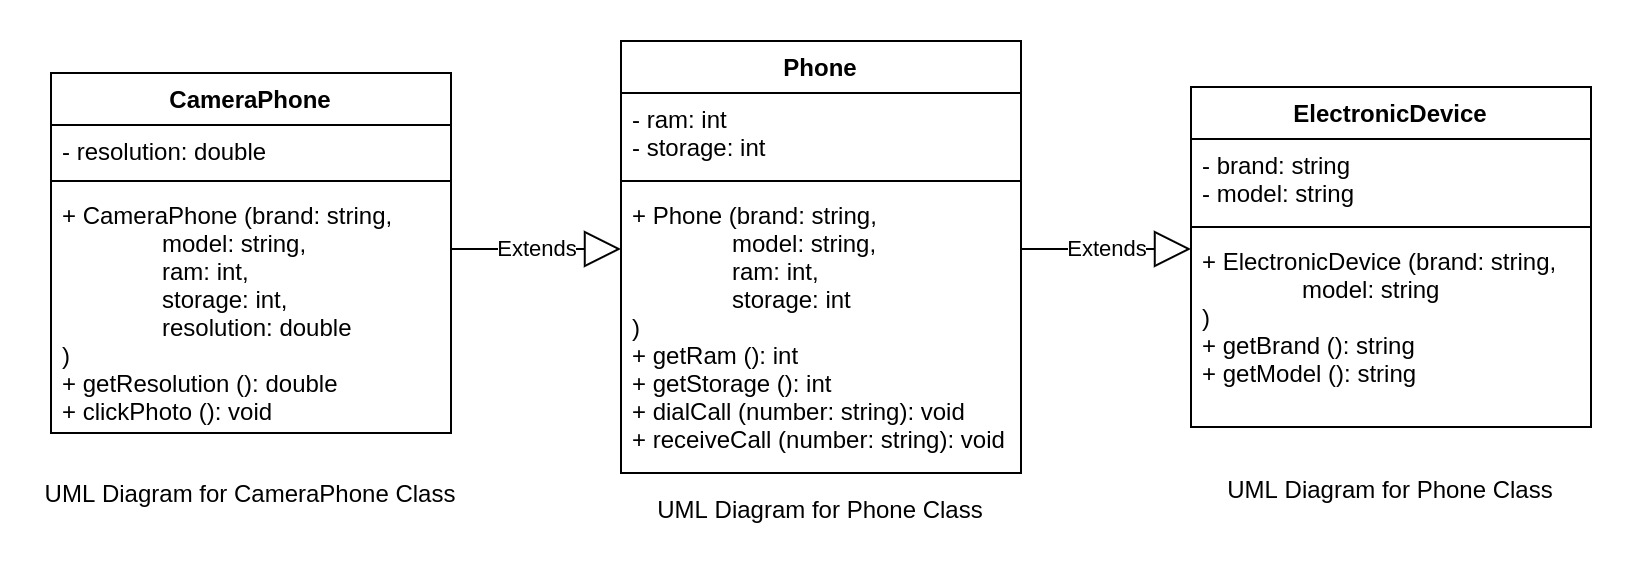 CameraPhone
- resolution: double
+ CameraPhone (brand: string,
model: string,
ram: int,
storage: int,
resolution: double
)
+ getResolution (): double
+ clickPhoto (): void
UML Diagram for CameraPhone Class
Extends
Phone
- ram: int
- storage: int
+ Phone (brand: string,
model: string,
ram: int,
storage: int
)
+ getRam (): int
+ getStorage (): int
+ dialCall (number: string): void
+ receiveCall (number: string): void
UML Diagram for Phone Class
Extends
ElectronicDevice
- brand: string
- model: string
+ ElectronicDevice (brand: string,
model: string
)
+ getBrand (): string
+ getModel (): string
UML Diagram for Phone Class